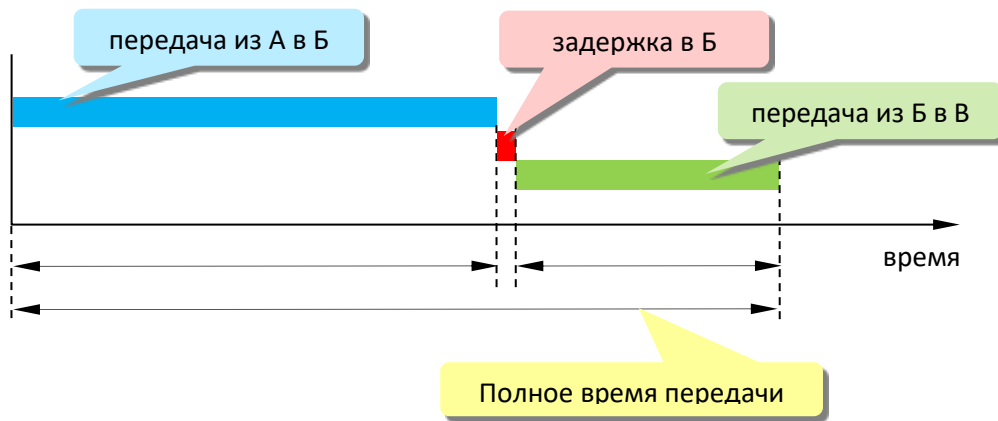 передача из А в Б
задержка в Б
передача из Б в В
время
Полное время передачи